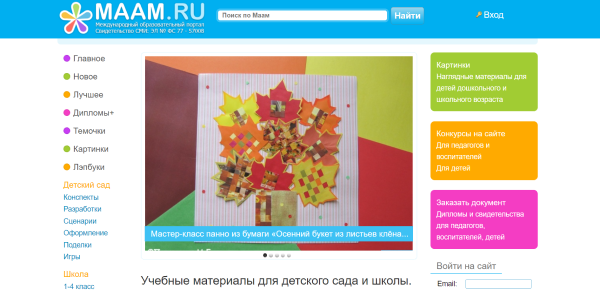 MAAM.RU
Международный образовательный портал
Свидетельство СМИ: ЭЛ № ФС 77 - 57008
Поиск по Маам
Найти
Вход
Главное
Новое
Лучшее
Дипломы+
Темочки
Картинки
Лэпбуки
Детский сад
Конспекты
Разработки
Сценарии
Оформление
Поделки
Игры
Школа
1-4 класс
Мастер-класс панно из бумаги «Осенний букет из листьев клёна...
Учебные материалы для детского сада и школы.
Картинки
Наглядные материалы для
детей дошкольного и
школьного возраста
Конкурсы на сайте
Для педагогов и
воспитателей
Для детей
Заказать документ
Дипломы и свидетельства
для педагогов,
воспитателей, детей
Войти на сайт
Email: